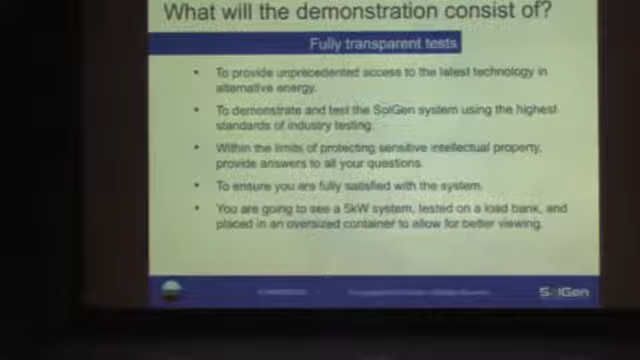 What will the demonstration consist of?
Fully transparent tests
• To provide unprecedented access to the latest technology in
alternative energy.
• To demonstrate and test the SolGen system using the highest
standards of industry testing.
• Within the limits of protecting sensitive intellectual property,
provide answers to all your questions.
• To ensure you are fully satisfied with the system.
• You are going to see a 5kW system, tested on a load bank, and
placed in an oversized container to allow for better viewing.
SolGen